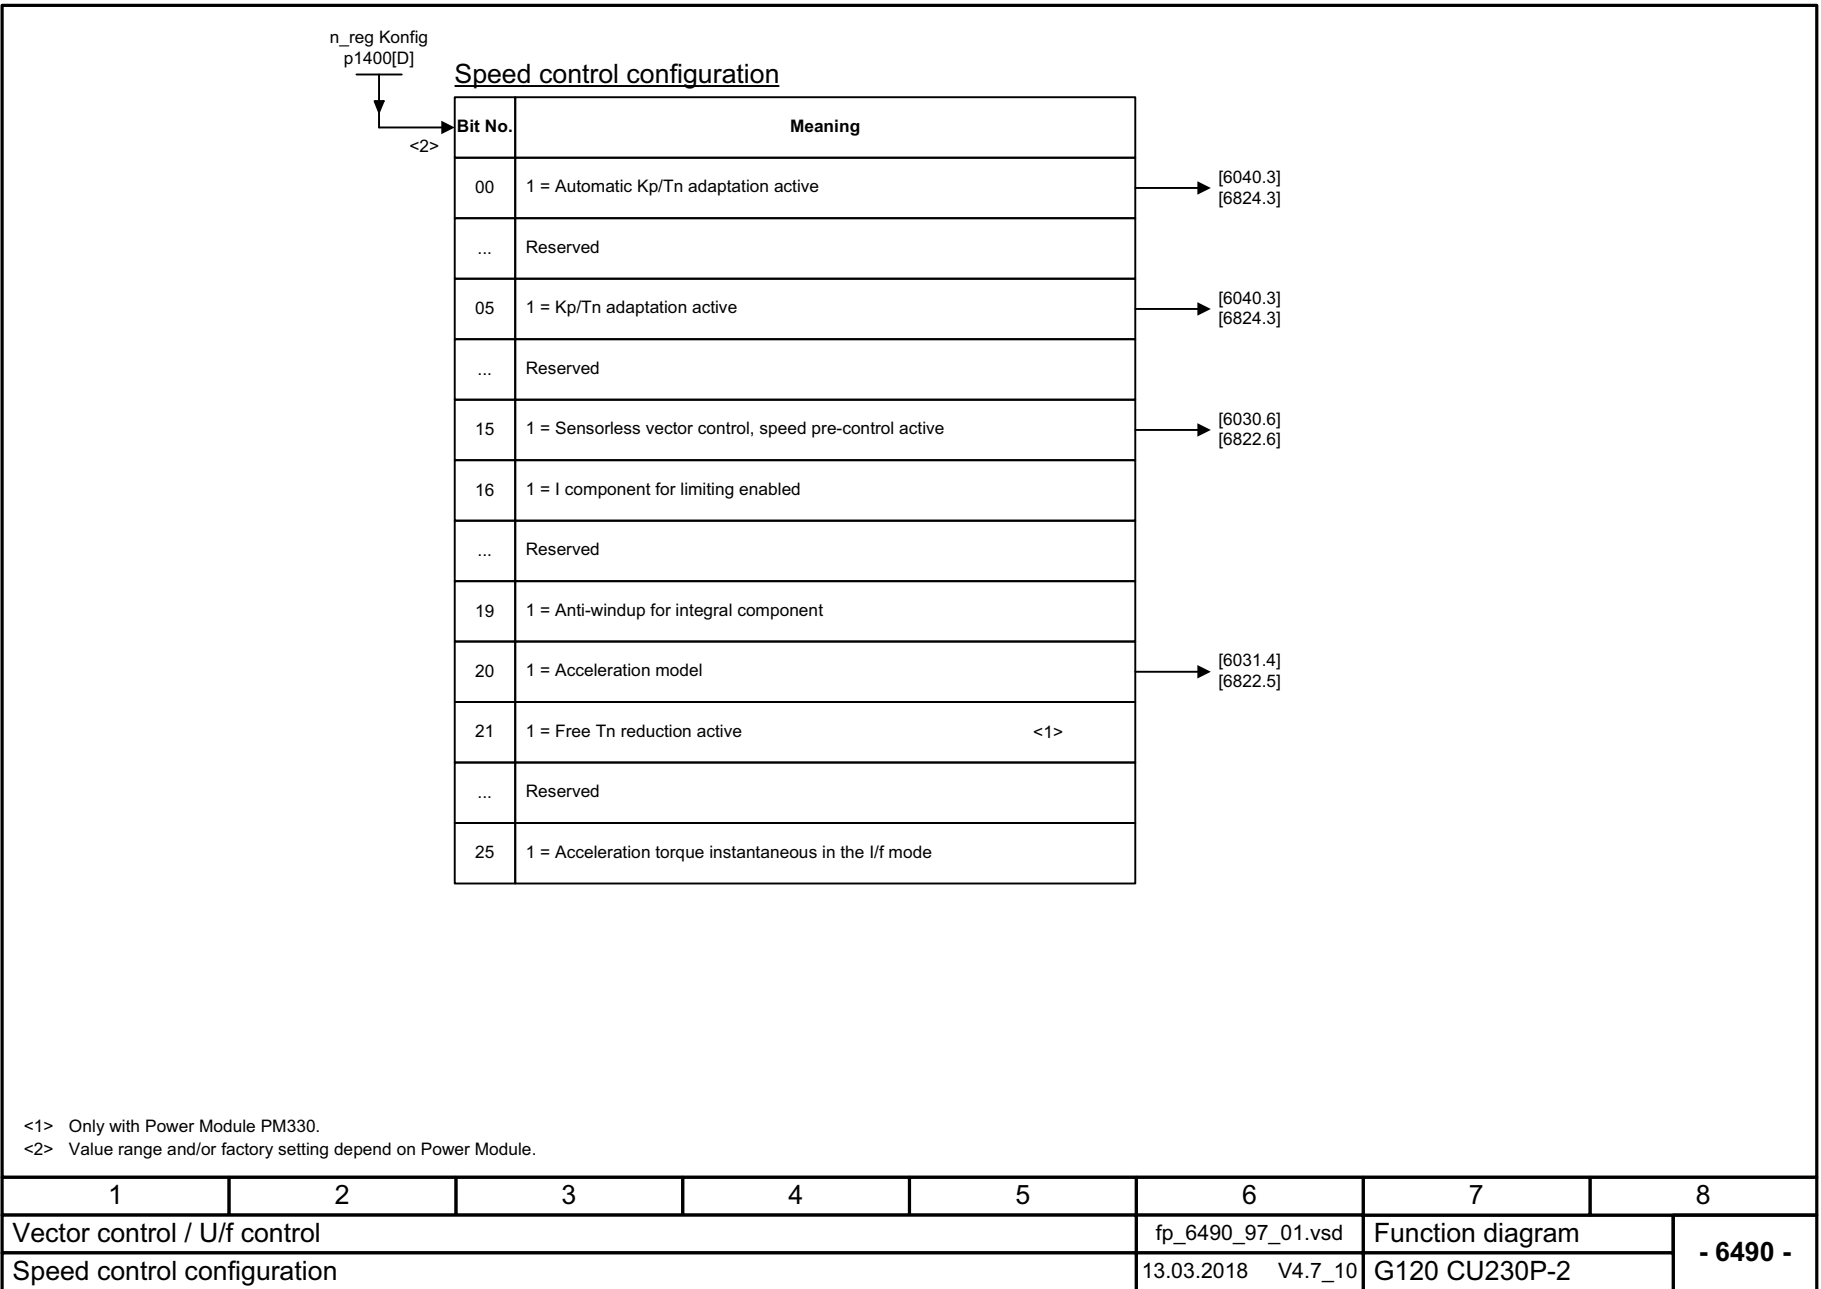 n_reg Konfig
p1400[D]
<2>
Speed control configuration
Bit No. Meaning
00 1 = Automatic Kp/Tn adaptation active [6040.3]
[6824.3]
... Reserved
05 1 = Kp/Tn adaptation active [6040.3]
[6824.3]
... Reserved
15 1 = Sensorless vector control, speed pre-control active [6030.6]
[6822.6]
16 1 = I component for limiting enabled
... Reserved
19 1 = Anti-windup for integral component
20 1 = Acceleration model [6031.4]
[6822.5]
21 1 = Free Tn reduction active <1>
... Reserved
25 1 = Acceleration torque instantaneous in the I/f mode
<1> Only with Power Module PM330.
<2> Value range and/or factory setting depend on Power Module.
1 2 3 4 5 6 7 8
Vector control / U/f control fp_6490_97_01.vsd Function diagram
- 6490 -
Speed control configuration 13.03.2018 V4.7_10 G120 CU230P-2